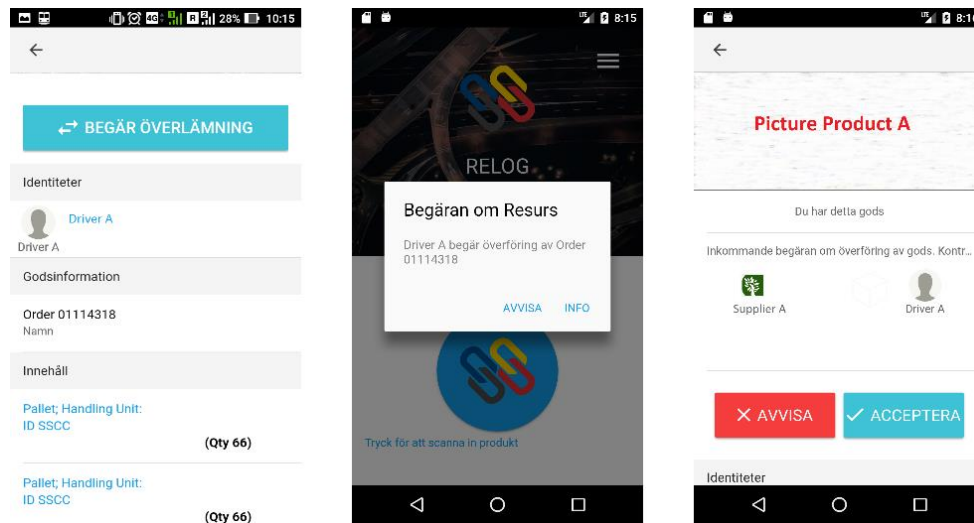 4G R 28% 10:15
BEGÄR ÖVERLÄMNING
Identiteter
Driver A
Driver A
Godsinformation
Order 01114318
Namn
Innehåll
Pallet; Handling Unit:
ID SSCC
(Qty 66)
Pallet; Handling Unit:
ID SSCC
(Qty 66)
LTE 8:15
RELOG
Begäran om Resurs
Driver A begär överföring av Order
01114318
AVVISA INFO
Tryck för att scanna in produkt
LTE
Picture Product A
Du har detta gods
Inkommande begäran om överföring av gods. Kontr...
Supplier A
Driver A
AVVISA
ACCEPTERA
Identiteter